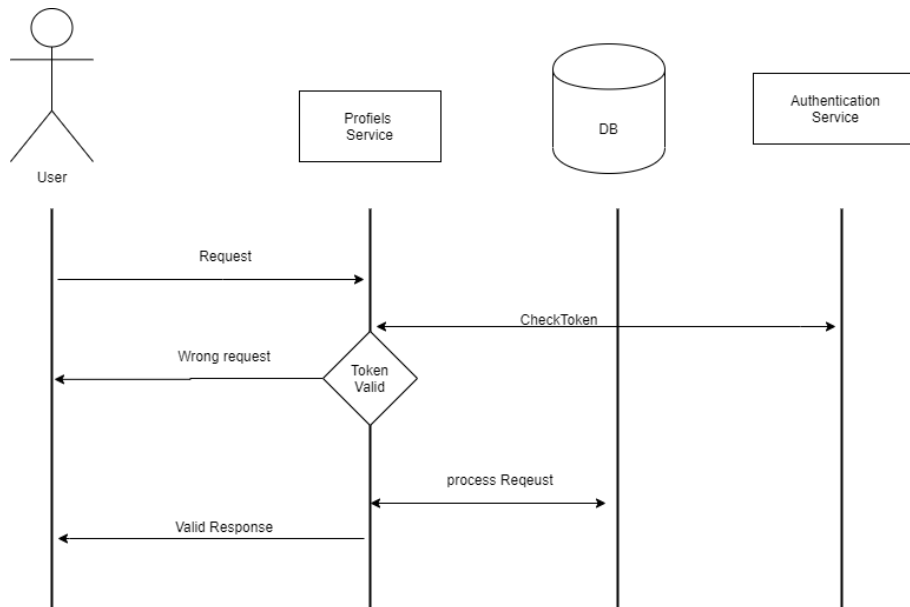 User
Profiels
Service
DB
Authentication
Service
Request
CheckToken
Wrong request
Token
Valid
process Reqeust
Valid Response